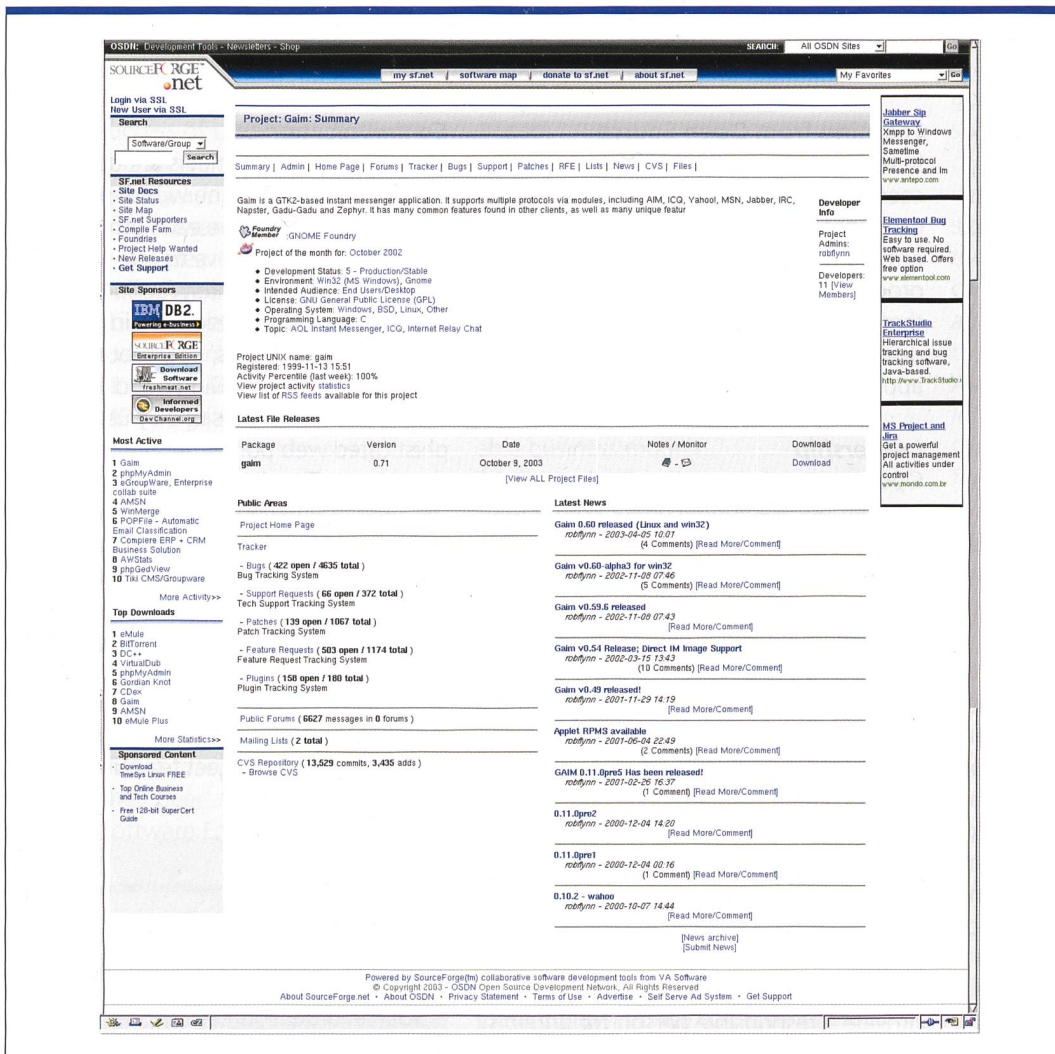 OSDN: Development Tools - Newsletters - Shop
SEARCH: All OSDN Sites Go
SOURCEFORGE™
.net
my sf.net | software map | donate to sf.net | about sf.net
My Favorites Go
Login via SSL
New User via SSL
Search
Software/Group
Search
SF.net Resources
· Site Docs
· Site Status
· Site Map
· SF.net Supporters
· Compile Farm
· Foundries
· Project Help Wanted
· New Releases
· Get Support
Site Sponsors
IBM DB2.
Powering e-business
SOURCEFORGE
Enterprise Edition
Download
Software
freshmeat.net
Informed
Developers
DevChannel.org
Most Active
1 Gaim
2 phpMyAdmin
3 eGroupWare, Enterprise
collab suite
4 AMSN
5 WinMerge
6 POPFile - Automatic
Email Classification
7 Compiere ERP + CRM
Business Solution
8 AWStats
9 phpGedView
10 Tiki CMS/Groupware
More Activity>>
Top Downloads
1 eMule
2 BitTorrent
3 DC++
4 VirtualDub
5 phpMyAdmin
6 Gordian Knot
7 CDex
8 Gaim
9 AMSN
10 eMule Plus
More Statistics>>
Sponsored Content
· Download
TimeSys Linux FREE
· Top Online Business
and Tech Courses
· Free 128-bit SuperCert
Guide
Project: Gaim: Summary
Summary | Admin | Home Page | Forums | Tracker | Bugs | Support | Patches | RFE | Lists | News | CVS | Files |
Gaim is a GTK2-based instant messenger application. It supports multiple protocols via modules, including AIM, ICQ, Yahoo!, MSN, Jabber, IRC,
Napster, Gadu-Gadu and Zephyr. It has many common features found in other clients, as well as many unique featur
Foundry
Member :GNOME Foundry
Project of the month for: October 2002
◆ Development Status: 5 - Production/Stable
◆ Environment: Win32 (MS Windows), Gnome
◆ Intended Audience: End Users/Desktop
◆ License: GNU General Public License (GPL)
◆ Operating System: Windows, BSD, Linux, Other
◆ Programming Language: C
◆ Topic: AOL Instant Messenger, ICQ, Internet Relay Chat
Developer
Info
Project
Admins:
robflynn
Developers:
11 [View
Members]
Project UNIX name: gaim
Registered: 1999-11-13 15:51
Activity Percentile (last week): 100%
View project activity statistics
View list of RSS feeds available for this project
Latest File Releases
Package Version Date Notes / Monitor Download
gaim 0.71 October 9, 2003 - Download
[View ALL Project Files]
Public Areas
Project Home Page
Tracker
- Bugs ( 422 open / 4635 total )
Bug Tracking System
- Support Requests ( 66 open / 372 total )
Tech Support Tracking System
- Patches ( 139 open / 1067 total )
Patch Tracking System
- Feature Requests ( 503 open / 1174 total )
Feature Request Tracking System
- Plugins ( 158 open / 180 total )
Plugin Tracking System
Public Forums ( 6627 messages in 0 forums )
Mailing Lists ( 2 total )
CVS Repository ( 13,529 commits, 3,435 adds )
- Browse CVS
Latest News
Gaim 0.60 released (Linux and win32)
robflynn - 2003-04-05 10:01
(4 Comments) [Read More/Comment]
Gaim v0.60-alpha3 for win32
robflynn - 2002-11-08 07:46
(5 Comments) [Read More/Comment]
Gaim v0.59.6 released
robflynn - 2002-11-08 07:43
[Read More/Comment]
Gaim v0.54 Release; Direct IM Image Support
robflynn - 2002-03-15 13:43
(10 Comments) [Read More/Comment]
Gaim v0.49 released!
robflynn - 2001-11-29 14:19
[Read More/Comment]
Applet RPMS available
robflynn - 2001-06-04 22:49
(2 Comments) [Read More/Comment]
GAIM 0.11.0pre5 Has been released!
robflynn - 2001-02-26 16:37
(1 Comment) [Read More/Comment]
0.11.0pre2
robflynn - 2000-12-04 14:20
[Read More/Comment]
0.11.0pre1
robflynn - 2000-12-04 00:16
(1 Comment) [Read More/Comment]
0.10.2 - wahoo
robflynn - 2000-10-07 14:44
[Read More/Comment]
[News archive]
[Submit News]
Jabber Sip
Gateway
Xmpp to Windows
Messenger,
Sametime
Multi-protocol
Presence and Im
www.antepo.com
Elementool Bug
Tracking
Easy to use. No
software required.
Web based. Offers
free option
www.elementool.com
TrackStudio
Enterprise
Hierarchical issue
tracking and bug
tracking software,
Java-based.
http://www.TrackStudio.
MS Project and
Jira
Get a powerful
project management
All activities under
control
www.mondo.com.br
Powered by SourceForge(tm) collaborative software development tools from VA Software
© Copyright 2003 - OSDN Open Source Development Network, All Rights Reserved
About SourceForge.net · About OSDN · Privacy Statement · Terms of Use · Advertise · Self Serve Ad System · Get Support